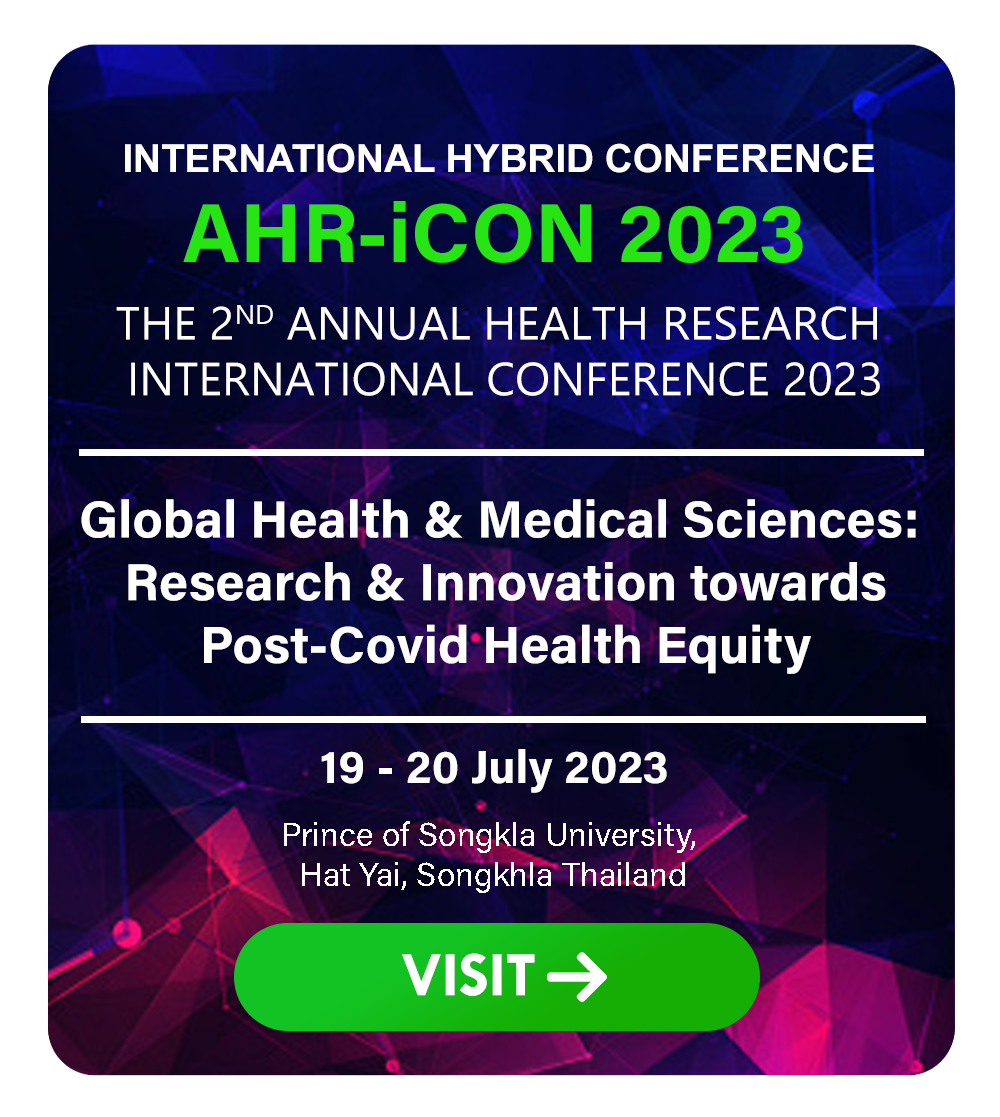 INTERNATIONAL HYBRID CONFERENCE
AHR-iCON 2023
THE 2ND ANNUAL HEALTH RESEARCH
INTERNATIONAL CONFERENCE 2023
Global Health & Medical Sciences:
Research & Innovation towards
Post-Covid Health Equity
19 - 20 July 2023
Prince of Songkla University,
Hat Yai, Songkhla Thailand
VISIT →